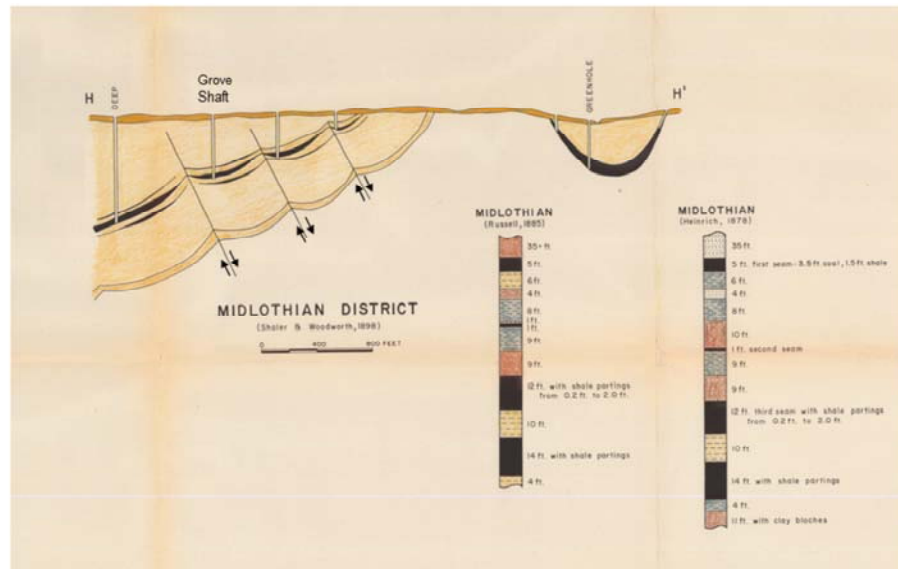 H
DEEP
Grove
Shaft
GREENHOLE
H'
MIDLOTHIAN DISTRICT
(Shaler & Woodworth, 1898)
0 400 800 FEET
MIDLOTHIAN
(Russell, 1885)
35+ ft.
5 ft.
6 ft.
4 ft.
8 ft.
1 ft.
1 ft.
9 ft.
9 ft.
12 ft. with shale partings
from 0.2 ft. to 2.0 ft.
10 ft.
14 ft. with shale partings
4 ft.
MIDLOTHIAN
(Heinrich, 1878)
35 ft.
5 ft. first seam - 3.5 ft. coal, 1.5 ft. shale
6 ft.
4 ft.
8 ft.
10 ft.
1 ft. second seam
9 ft.
9 ft.
12 ft. third seam with shale partings
from 0.2 ft. to 2.0 ft.
10 ft.
14 ft. with shale partings
4 ft.
11 ft. with clay bloches